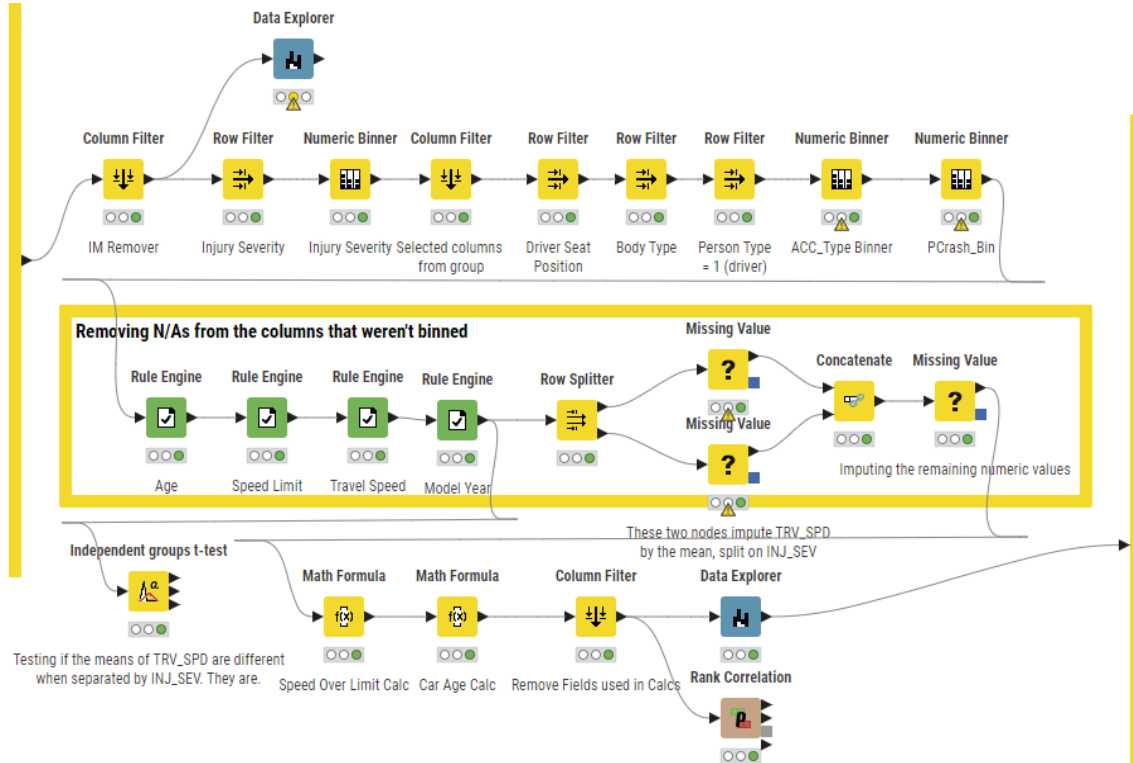 Data Explorer
Column Filter
Row Filter
Numeric Binner
Column Filter
Row Filter
Row Filter
Row Filter
Numeric Binner
Numeric Binner
IM Remover
Injury Severity
Injury Severity
Selected columns
from group
Driver Seat
Position
Body Type
Person Type
= 1 (driver)
ACC_Type Binner
PCrash_Bin
Removing N/As from the columns that weren't binned
Missing Value
Rule Engine
Rule Engine
Rule Engine
Rule Engine
Row Splitter
Concatenate
Missing Value
?
?
Missing Value
?
Age
Speed Limit
Travel Speed
Model Year
Imputing the remaining numeric values
These two nodes impute TRV_SPD
by the mean, split on INJ_SEV
Independent groups t-test
a
Testing if the means of TRV_SPD are different
when separated by INJ_SEV. They are.
Math Formula
Math Formula
Column Filter
Data Explorer
f(x)
f(x)
Speed Over Limit Calc
Car Age Calc
Remove Fields used in Calcs
Rank Correlation
ρ